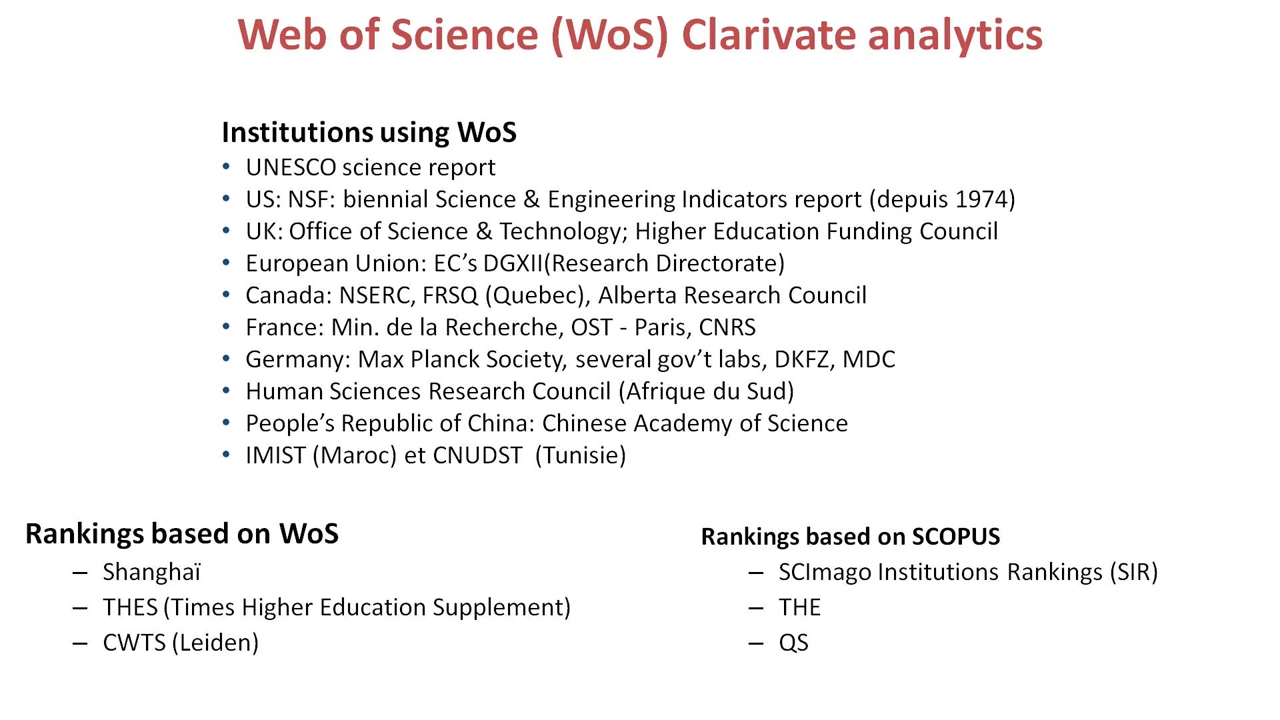 Web of Science (WoS) Clarivate analytics
Institutions using WoS
• UNESCO science report
• US: NSF: biennial Science & Engineering Indicators report (depuis 1974)
• UK: Office of Science & Technology; Higher Education Funding Council
• European Union: EC’s DGXII(Research Directorate)
• Canada: NSERC, FRSQ (Quebec), Alberta Research Council
• France: Min. de la Recherche, OST - Paris, CNRS
• Germany: Max Planck Society, several gov’t labs, DKFZ, MDC
• Human Sciences Research Council (Afrique du Sud)
• People’s Republic of China: Chinese Academy of Science
• IMIST (Maroc) et CNUDST (Tunisie)
Rankings based on WoS
– Shanghaï
– THES (Times Higher Education Supplement)
– CWTS (Leiden)
Rankings based on SCOPUS
– SCImago Institutions Rankings (SIR)
– THE
– QS